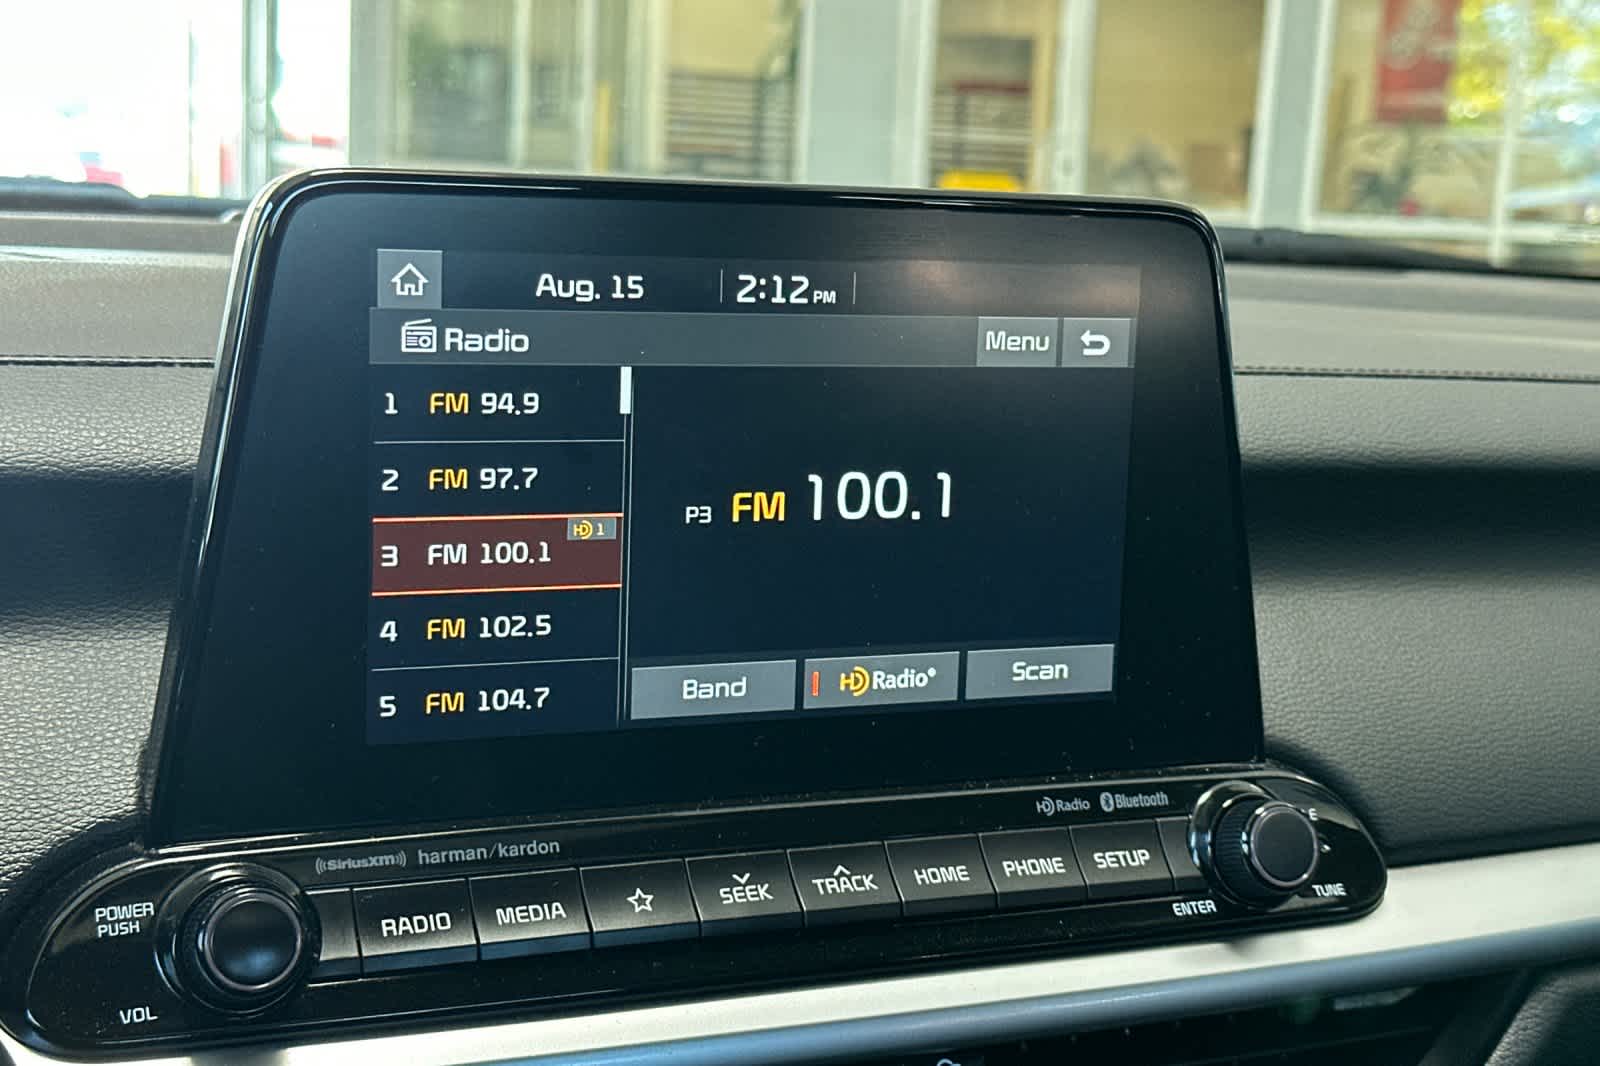 Aug. 15 2:12 PM
Radio Menu
1 FM 94.9
2 FM 97.7
3 FM 100.1 HD 1
4 FM 102.5
5 FM 104.7
P3 FM 100.1
Band HD Radio® Scan
HD Radio Bluetooth
((SiriusXM)) harman/kardon
POWER
PUSH
VOL
RADIO MEDIA SEEK TRACK HOME PHONE SETUP
ENTER
TUNE